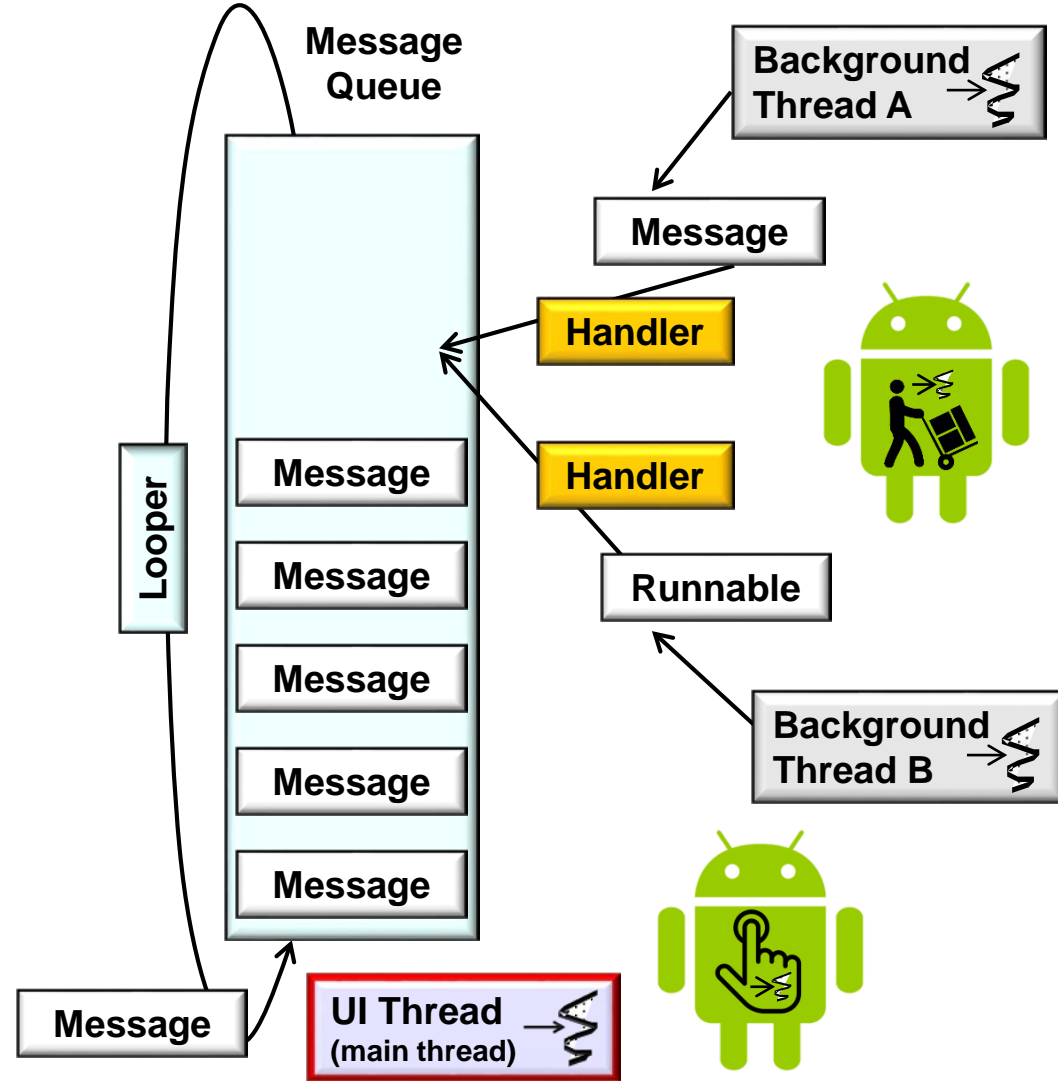 Message
Queue
Background
Thread A
Message
Handler
Message
Handler
Looper
Message
Runnable
Message
Background
Thread B
Message
Message
UI Thread
(main thread)
Message